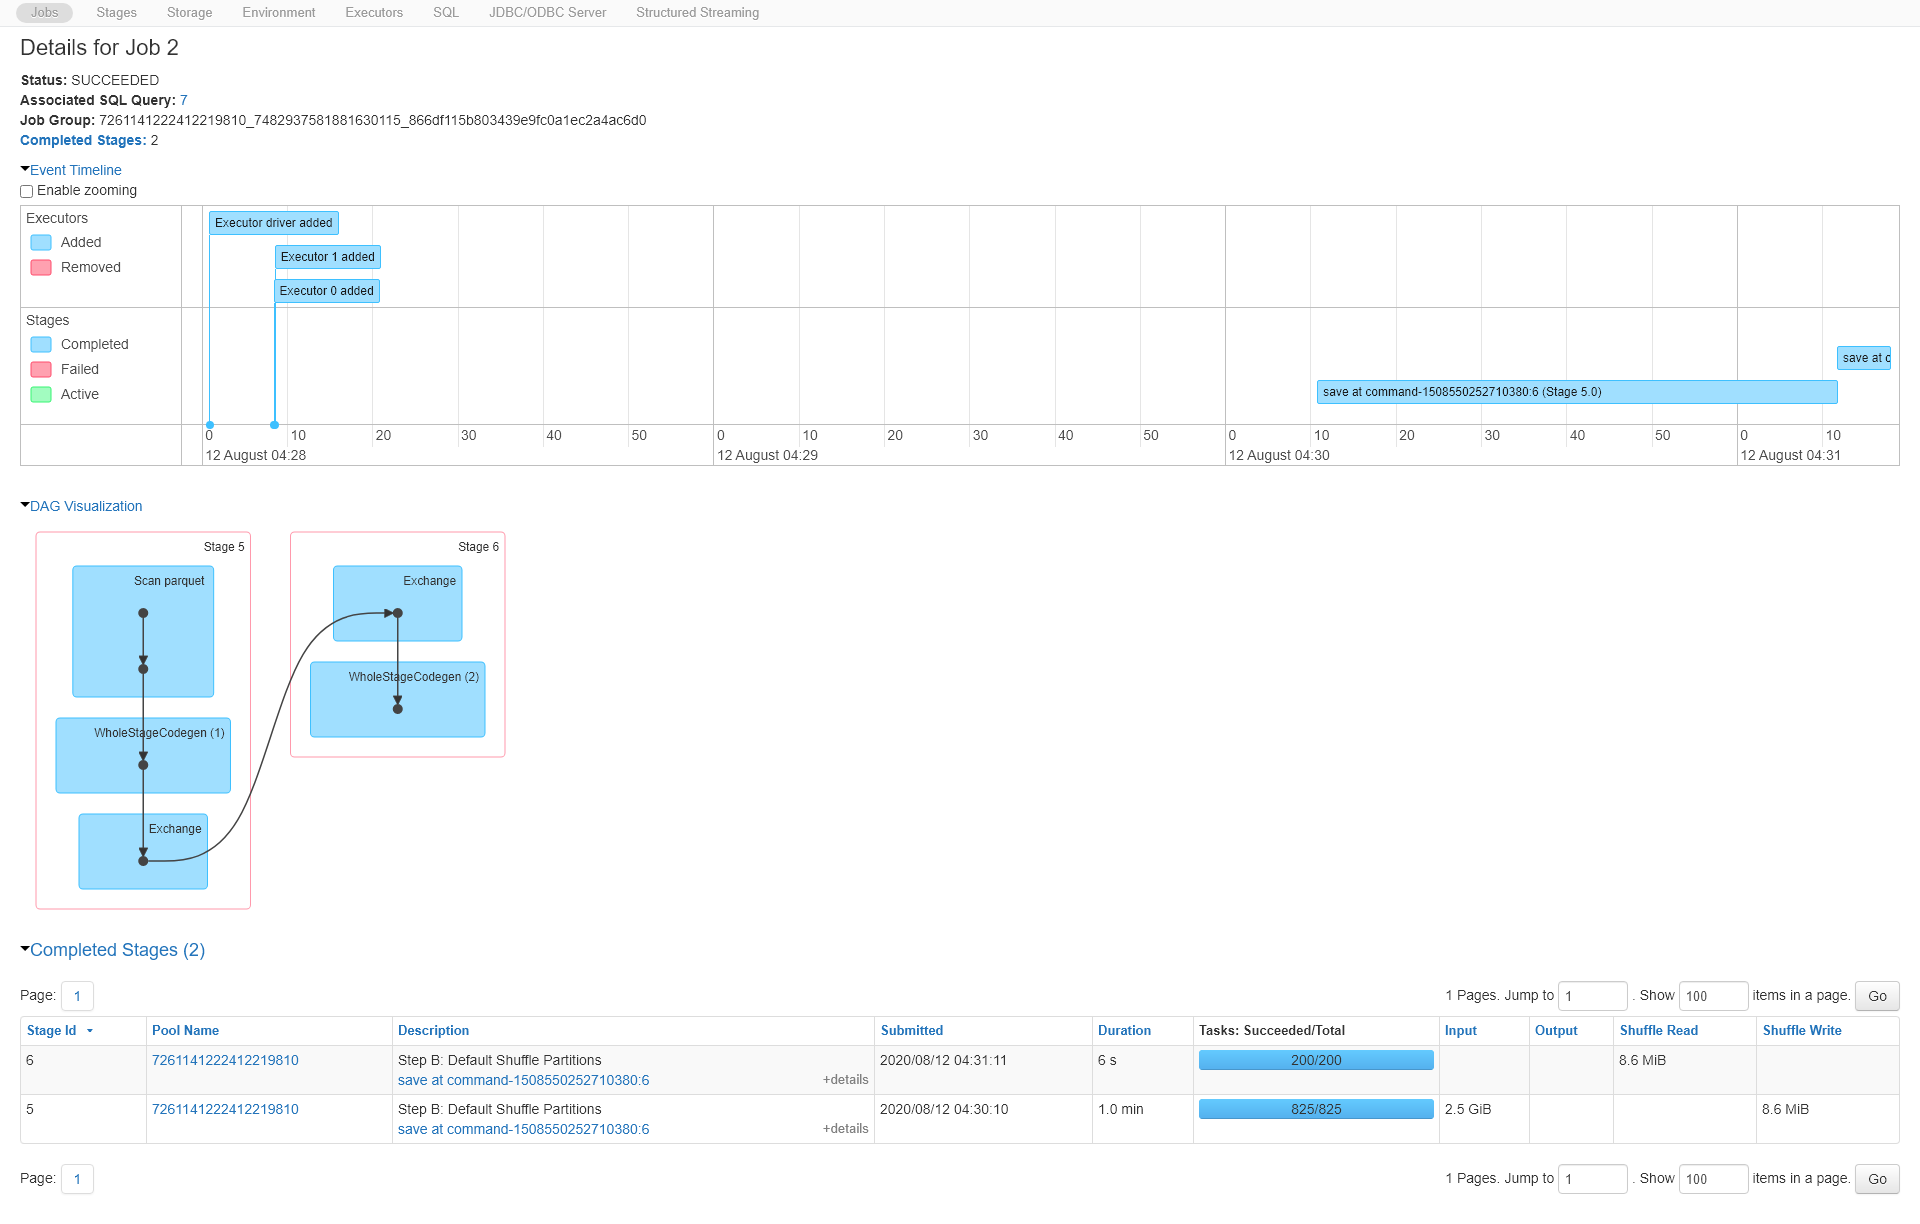 Jobs Stages Storage Environment Executors SQL JDBC/ODBC Server Structured Streaming
Details for Job 2
Status: SUCCEEDED
Associated SQL Query: 7
Job Group: 7261141222412219810_7482937581881630115_866df115b803439e9fc0a1ec2a4ac6d0
Completed Stages: 2
Event Timeline
Enable zooming
Executors
Added
Removed
Executor driver added
Executor 1 added
Executor 0 added
Stages
Completed
Failed
Active
save at c
save at command-1508550252710380:6 (Stage 5.0)
0 10 20 30 40 50 0 10 20 30 40 50 0 10 20 30 40 50 0 10
12 August 04:28 12 August 04:29 12 August 04:30 12 August 04:31
DAG Visualization
Stage 5
Scan parquet
WholeStageCodegen (1)
Exchange
Stage 6
Exchange
WholeStageCodegen (2)
Completed Stages (2)
Page: 1 1 Pages. Jump to 1 . Show 100 items in a page. Go
Stage Id Pool Name Description Submitted Duration Tasks: Succeeded/Total Input Output Shuffle Read Shuffle Write
6 7261141222412219810 Step B: Default Shuffle Partitions 2020/08/12 04:31:11 6 s 200/200 8.6 MiB
save at command-1508550252710380:6 +details
5 7261141222412219810 Step B: Default Shuffle Partitions 2020/08/12 04:30:10 1.0 min 825/825 2.5 GiB 8.6 MiB
save at command-1508550252710380:6 +details
Page: 1 1 Pages. Jump to 1 . Show 100 items in a page. Go